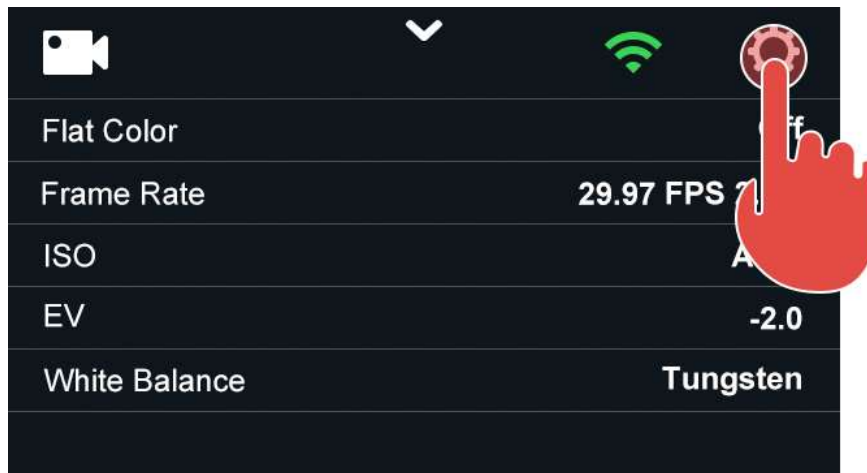 Flat Color
Frame Rate 29.97 FPS
ISO
EV -2.0
White Balance Tungsten